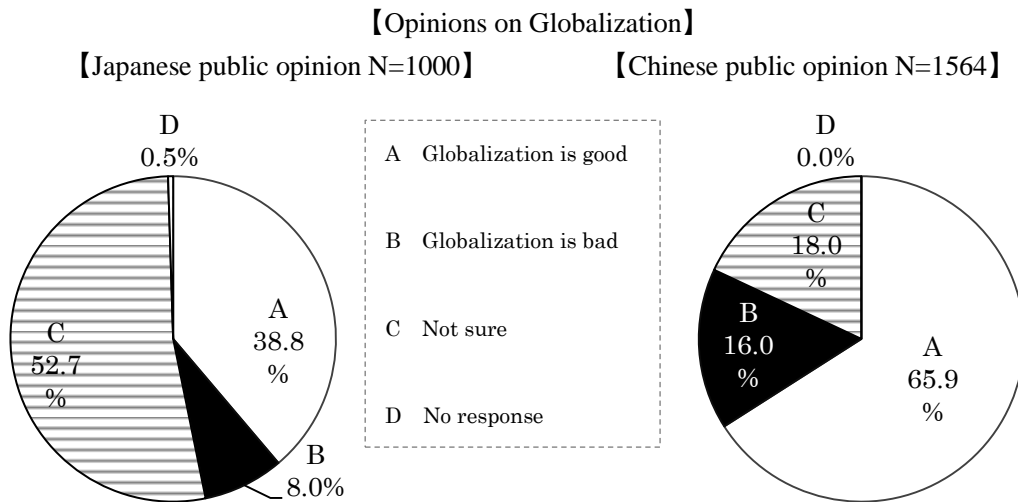 【Opinions on Globalization】
【Japanese public opinion N=1000】
【Chinese public opinion N=1564】
D
0.5%
A
38.8
%
B
8.0%
C
52.7
%
A Globalization is good
B Globalization is bad
C Not sure
D No response
D
0.0%
C
18.0
%
B
16.0
%
A
65.9
%